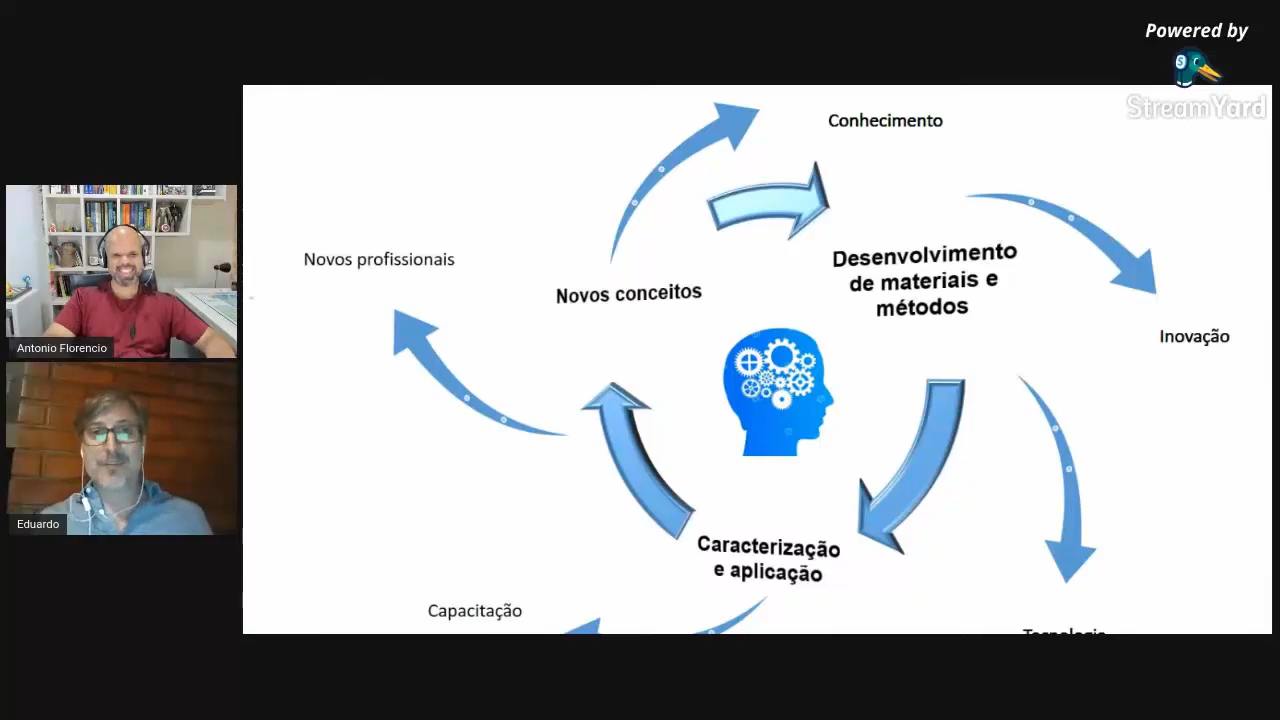 Powered by
StreamYard
Conhecimento
Novos profissionais
Desenvolvimento
de materiais e
métodos
Novos conceitos
Inovação
Antonio Florencio
Eduardo
Caracterização
e aplicação
Capacitação
Tecnologia